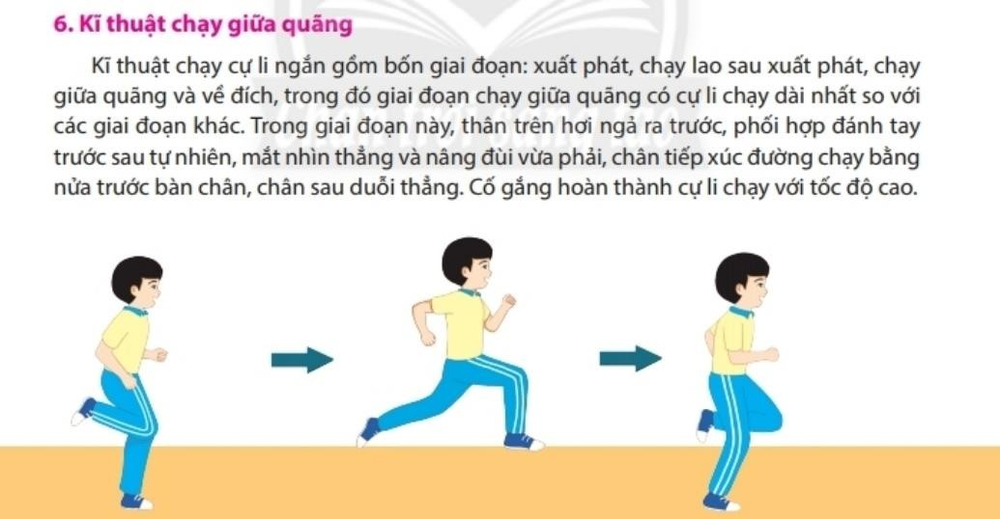 6. Kĩ thuật chạy giữa quãng
Kĩ thuật chạy cự li ngắn gồm bốn giai đoạn: xuất phát, chạy lao sau xuất phát, chạy
giữa quãng và về đích, trong đó giai đoạn chạy giữa quãng có cự li chạy dài nhất so với
các giai đoạn khác. Trong giai đoạn này, thân trên hơi ngả ra trước, phối hợp đánh tay
trước sau tự nhiên, mắt nhìn thẳng và nâng đùi vừa phải, chân tiếp xúc đường chạy bằng
nửa trước bàn chân, chân sau duỗi thẳng. Cố gắng hoàn thành cự li chạy với tốc độ cao.
Chân trời sáng tạo